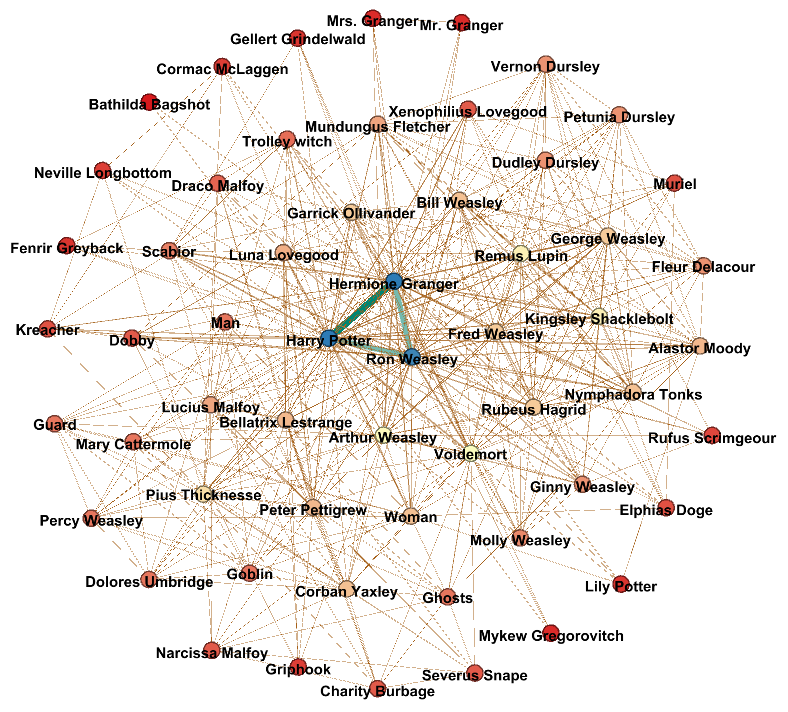 Mrs. Granger
Mr. Granger
Gellert Grindelwald
Cormac McLaggen
Vernon Dursley
Bathilda Bagshot
Xenophilius Lovegood
Petunia Dursley
Mundungus Fletcher
Trolley witch
Dudley Dursley
Neville Longbottom
Draco Malfoy
Muriel
Bill Weasley
Garrick Ollivander
George Weasley
Fenrir Greyback
Scabior
Luna Lovegood
Remus Lupin
Fleur Delacour
Hermione Granger
Kingsley Shacklebolt
Man
Kreacher
Dobby
Harry Potter
Fred Weasley
Alastor Moody
Ron Weasley
Nymphadora Tonks
Lucius Malfoy
Rubeus Hagrid
Bellatrix Lestrange
Guard
Mary Cattermole
Arthur Weasley
Rufus Scrimgeour
Voldemort
Pius Thicknesse
Ginny Weasley
Peter Pettigrew
Elphias Doge
Woman
Percy Weasley
Molly Weasley
Goblin
Dolores Umbridge
Lily Potter
Corban Yaxley
Ghosts
Mykew Gregorovitch
Narcissa Malfoy
Griphook
Severus Snape
Charity Burbage